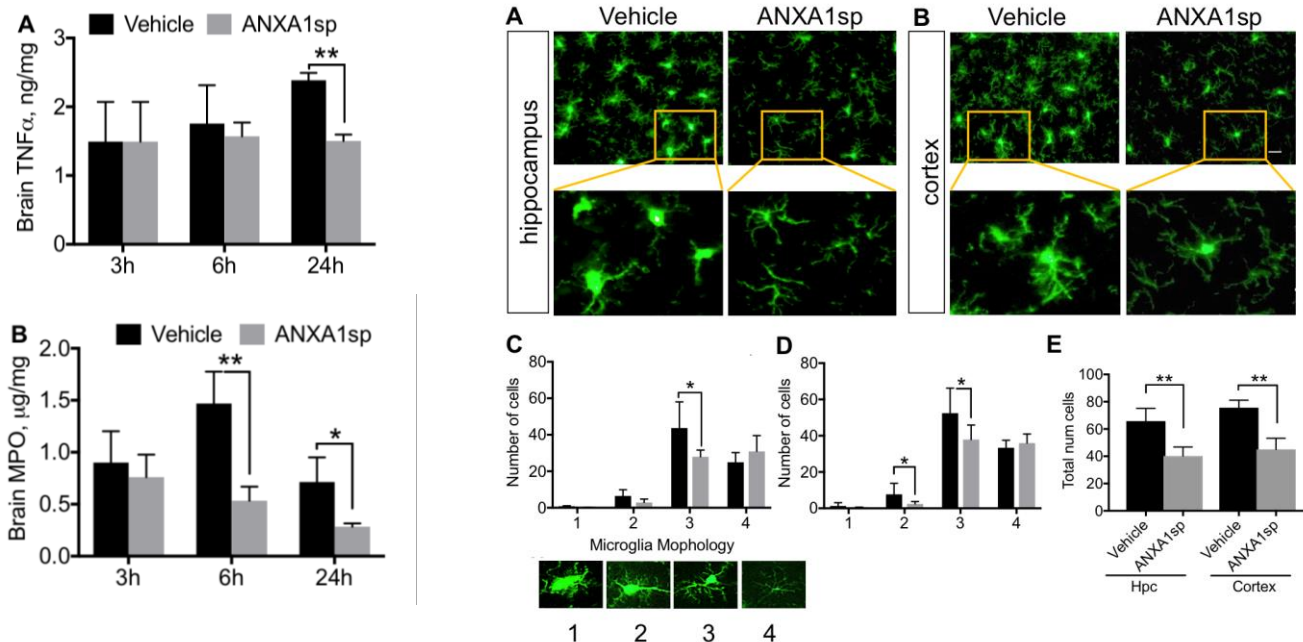 A
Vehicle ANXA1sp
**
Brain TNFα, ng/mg
3
2
1
0
3h 6h 24h
B
Vehicle ANXA1sp
**
*
Brain MPO, μg/mg
2.0
1.5
1.0
0.5
0.0
3h 6h 24h
A
Vehicle ANXA1sp
hippocampus
B
Vehicle ANXA1sp
cortex
C
Number of cells
80
60
40
20
0
*
1 2 3 4
D
Number of cells
80
60
40
20
0
*
*
1 2 3 4
Microglia Mophology
1 2 3 4
E
Total num cells
100
80
60
40
20
0
**
**
Vehicle
ANXA1sp
Vehicle
ANXA1sp
Hpc Cortex